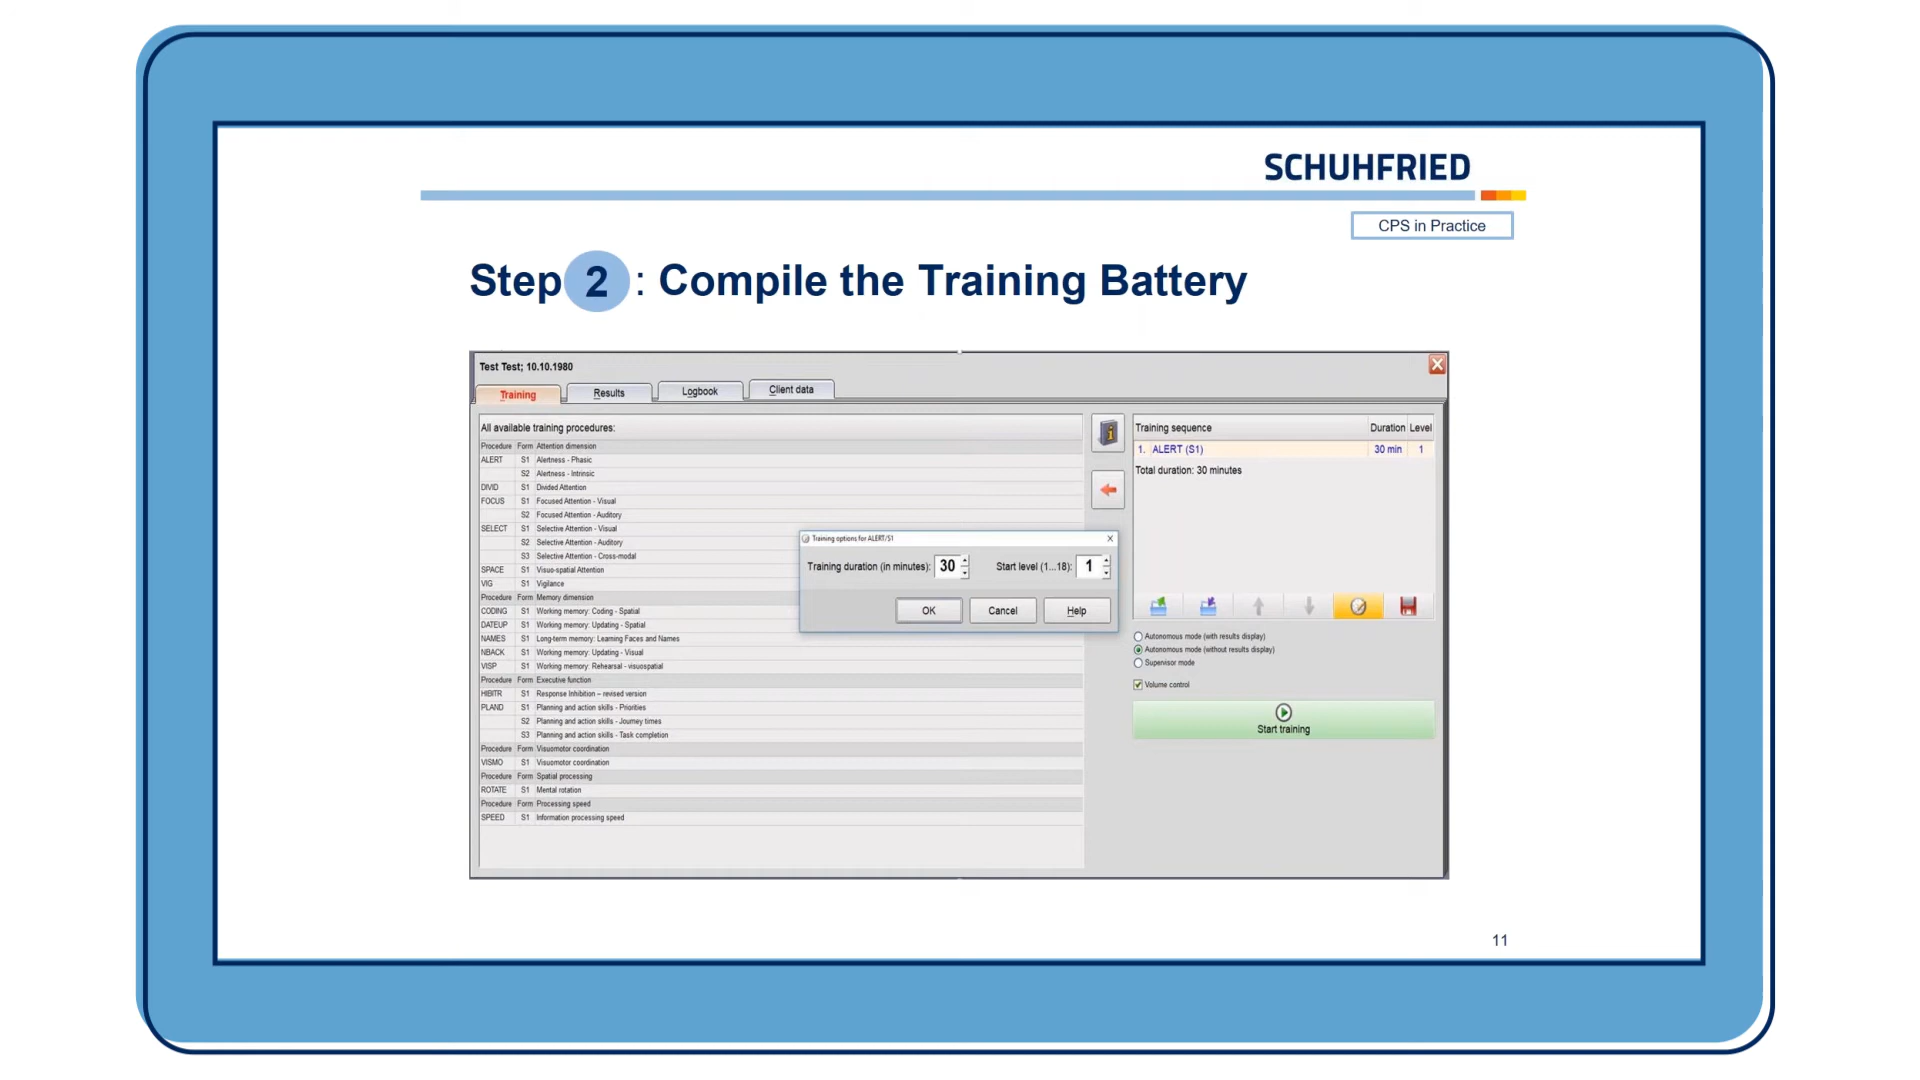 SCHUHFRIED
CPS in Practice
Step 2 : Compile the Training Battery
Test Test; 10.10.1980
Training Results Logbook Client data
All available training procedures:
Procedure Form Attention dimension
ALERT S1 Alertness - Phasic
S2 Alertness - Intrinsic
DIVID S1 Divided Attention
FOCUS S1 Focused Attention - Visual
S2 Focused Attention - Auditory
SELECT S1 Selective Attention - Visual
S2 Selective Attention - Auditory
S3 Selective Attention - Cross-modal
SPACE S1 Visuo-spatial Attention
VIG S1 Vigilance
Procedure Form Memory dimension
CODING S1 Working memory: Coding - Spatial
DATEUP S1 Working memory: Updating - Spatial
NAMES S1 Long-term memory: Learning Faces and Names
NBACK S1 Working memory: Updating - Visual
VISP S1 Working memory: Rehearsal - visuospatial
Procedure Form Executive function
HIBITR S1 Response Inhibition – revised version
PLAND S1 Planning and action skills - Priorities
S2 Planning and action skills - Journey times
S3 Planning and action skills - Task completion
Procedure Form Visuomotor coordination
VISMO S1 Visuomotor coordination
Procedure Form Spatial processing
ROTATE S1 Mental rotation
Procedure Form Processing speed
SPEED S1 Information processing speed
Training options for ALERT/S1
Training duration (in minutes): 30 Start level (1...18): 1
OK Cancel Help
Training sequence Duration Level
1. ALERT (S1) 30 min 1
Total duration: 30 minutes
Autonomous mode (with results display)
Autonomous mode (without results display)
Supervisor mode
Volume control
Start training
11